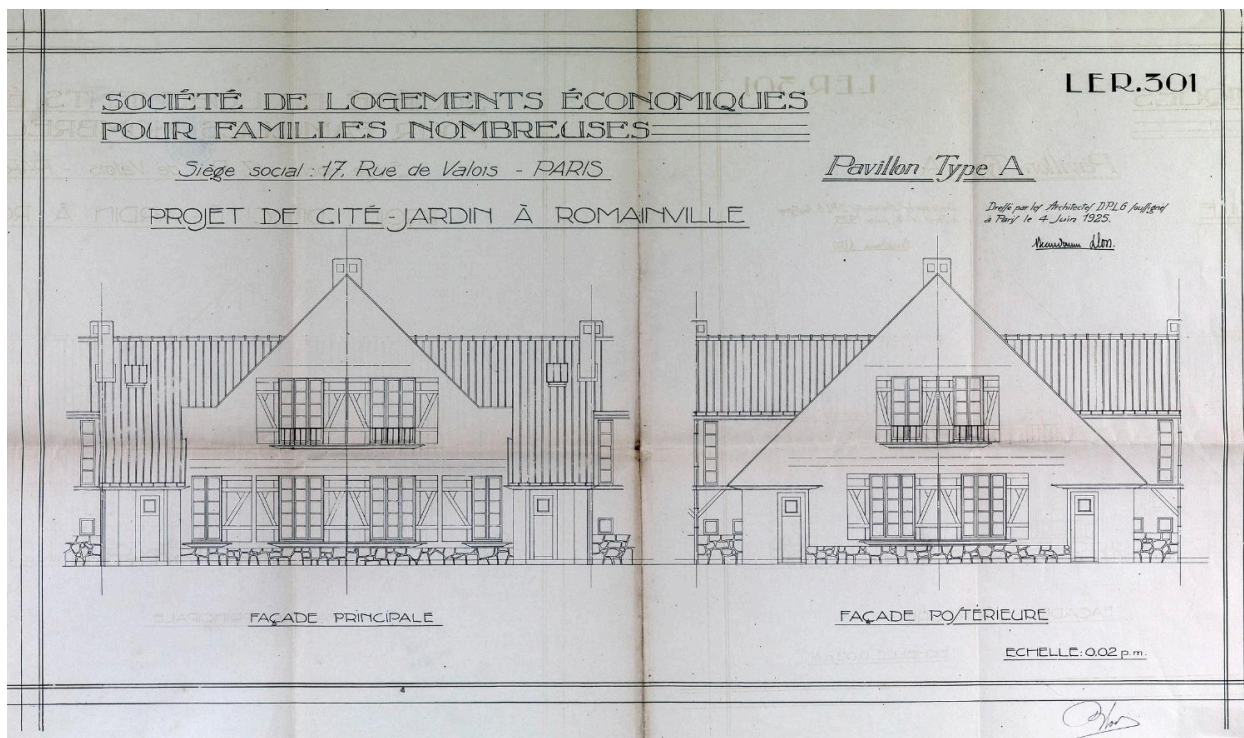 LER.301
SOCIÉTÉ DE LOGEMENTS ÉCONOMIQUES
POUR FAMILLES NOMBREUSES
Siège social : 17, Rue de Valois - PARIS
PROJET DE CITÉ-JARDIN À ROMAINVILLE
Pavillon Type A
Dressé par les Architectes D.P.L.G soussignés
à Paris le 4 Juin 1925.
FAÇADE PRINCIPALE
FAÇADE POSTÉRIEURE
ECHELLE: 0.02 p.m.